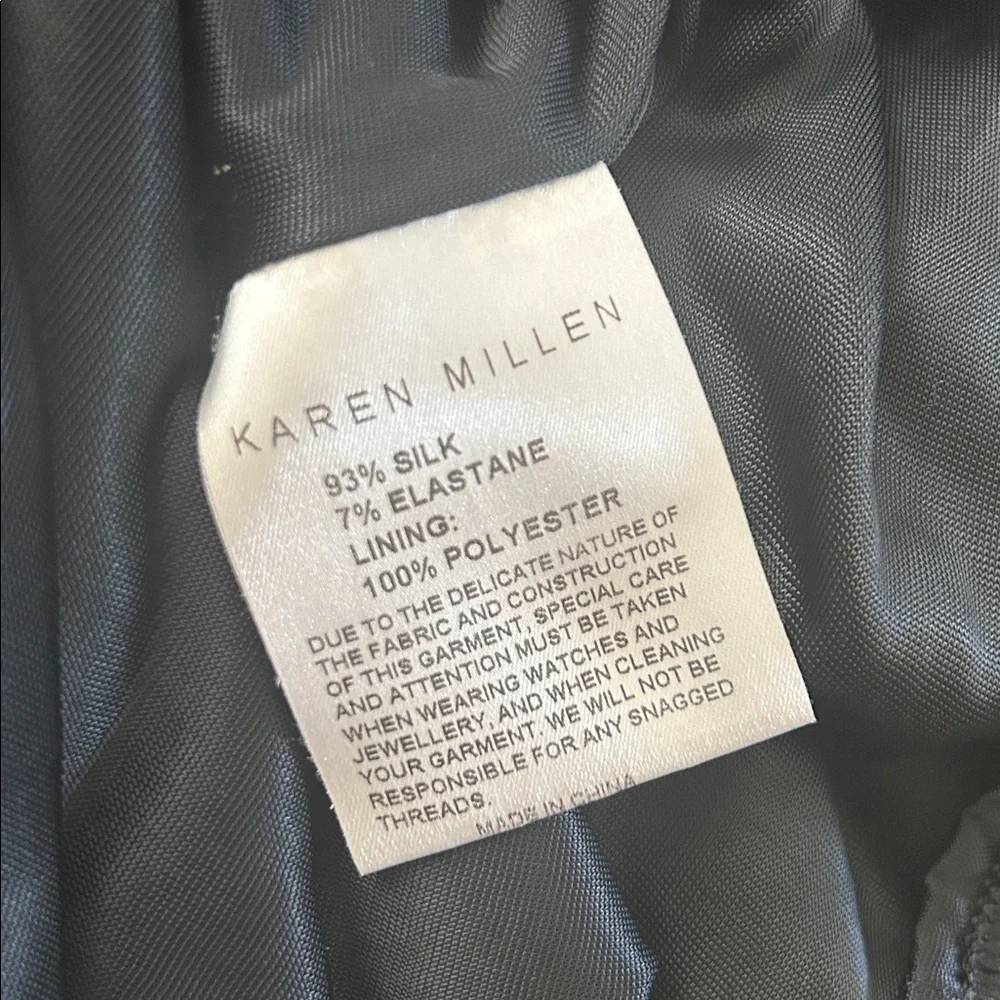 KAREN MILLEN
93% SILK
7% ELASTANE
LINING:
100% POLYESTER
DUE TO THE DELICATE NATURE OF
THE FABRIC AND CONSTRUCTION
OF THIS GARMENT, SPECIAL CARE
AND ATTENTION MUST BE TAKEN
WHEN WEARING WATCHES AND
JEWELLERY, AND WHEN CLEANING
YOUR GARMENT. WE WILL NOT BE
RESPONSIBLE FOR ANY SNAGGED
THREADS.
MADE IN CHINA